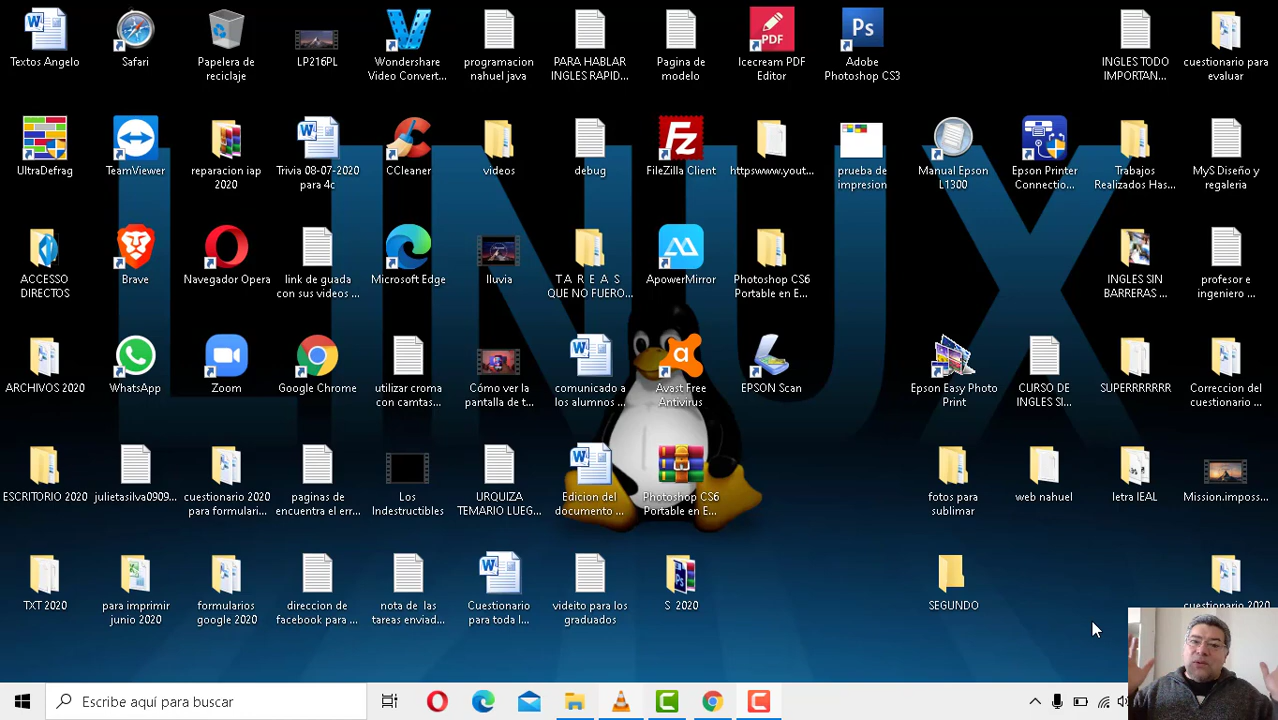 LINUX
Textos Angelo
Safari
Papelera de
reciclaje
LP216PL
Wondershare
Video Convert...
programacion
nahuel java
PARA HABLAR
INGLES RAPID...
Pagina de
modelo
PDF
Icecream PDF
Editor
Ps
Adobe
Photoshop CS3
INGLES TODO
IMPORTAN...
cuestionario para
evaluar
UltraDefrag
TeamViewer
reparacion iap
2020
Trivia 08-07-2020
para 4c
CCleaner
videos
debug
Fz
FileZilla Client
httpswww.yout...
prueba de
impresion
Manual Epson
L1300
Epson Printer
Connectio...
Trabajos
Realizados Has...
MyS Diseño y
regaleria
ACCESSO
DIRECTOS
Brave
Navegador Opera
link de guada
con sus videos ...
Microsoft Edge
lluvia
T A R E A S
QUE NO FUERO...
ApowerMirror
Photoshop CS6
Portable en E...
INGLES SIN
BARRERAS ...
profesor e
ingeniero ...
ARCHIVOS 2020
WhatsApp
Zoom
Google Chrome
utilizar croma
con camtas...
Cómo ver la
pantalla de t...
comunicado a
los alumnos ...
Avast Free
Antivirus
EPSON Scan
Epson Easy Photo
Print
CURSO DE
INGLES SI...
SUPERRRRRRR
Correccion del
cuestionario ...
ESCRITORIO 2020
julietasilva0909...
cuestionario 2020
para formulari...
paginas de
encuentra el err...
Los
Indestructibles
URQUIZA
TEMARIO LUEG...
Edicion del
documento ...
Photoshop CS6
Portable en E...
fotos para
sublimar
web nahuel
letra IEAL
Mission.imposs...
TXT 2020
para imprimir
junio 2020
formularios
google 2020
direccion de
facebook para ...
nota de las
tareas enviad...
Cuestionario
para toda l...
videito para los
graduados
S 2020
SEGUNDO
cuestionario 2020
Escribe aquí para buscar